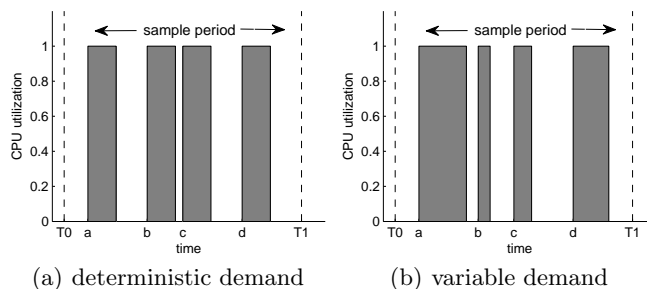 sample period
1
0.8
0.6
0.4
0.2
0
CPU utilization
T0 a b c d T1
time
(a) deterministic demand
sample period
1
0.8
0.6
0.4
0.2
0
CPU utilization
T0 a b c d T1
time
(b) variable demand